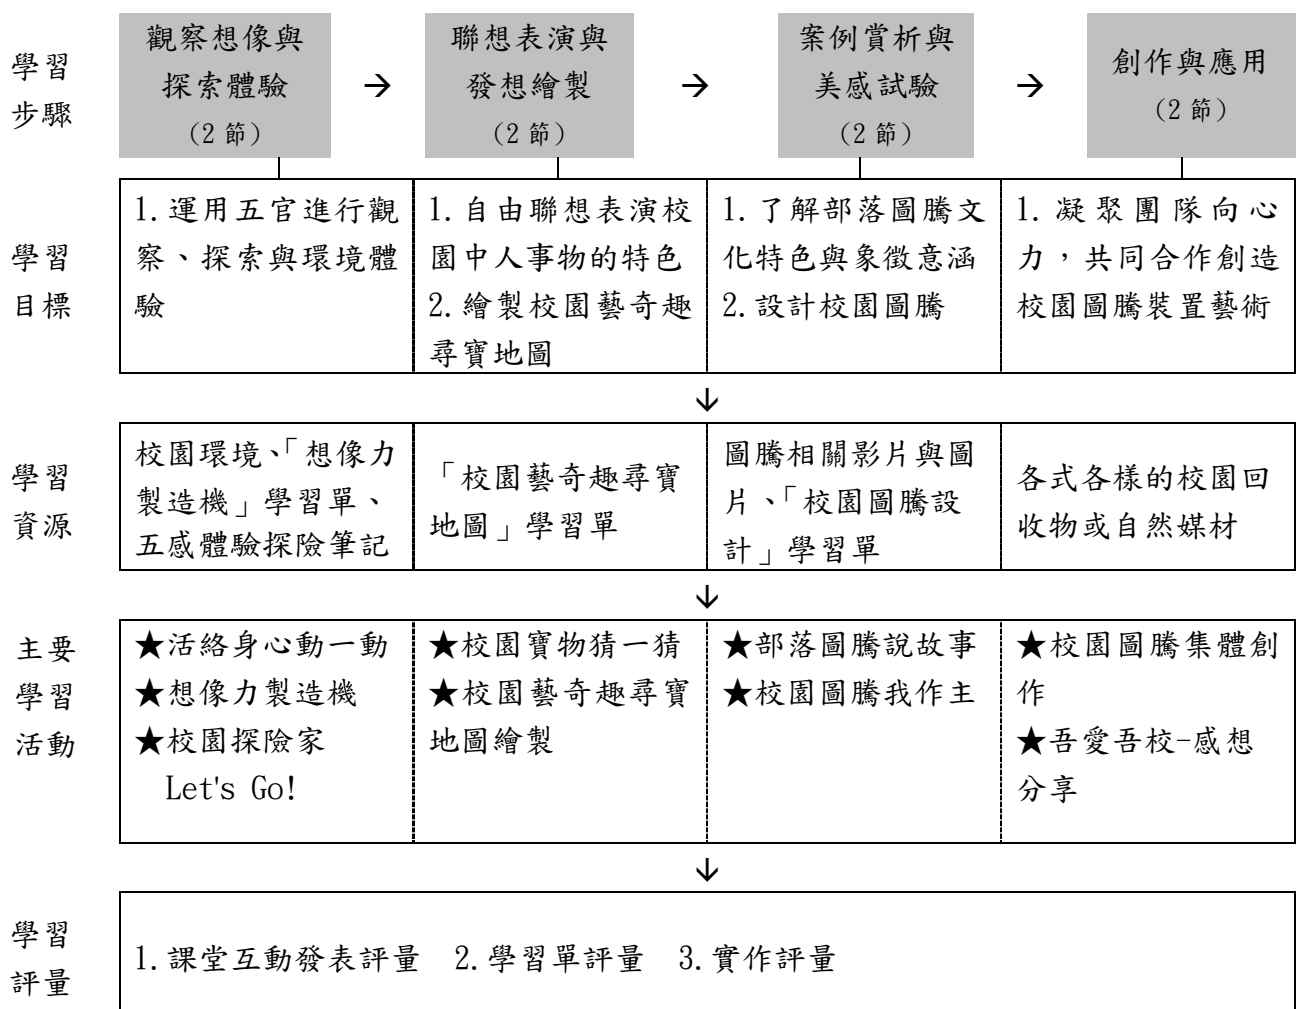 學習
步驟
觀察想像與
探索體驗
（2 節）
→
聯想表演與
發想繪製
（2 節）
→
案例賞析與
美感試驗
（2 節）
→
創作與應用
（2 節）
學習
目標
1.運用五官進行觀
察、探索與環境體
驗
1.自由聯想表演校
園中人事物的特色
2.繪製校園藝奇趣
尋寶地圖
1.了解部落圖騰文
化特色與象徵意涵
2.設計校園圖騰
1.凝聚團隊向心
力，共同合作創造
校園圖騰裝置藝術
↓
學習
資源
校園環境、「想像力
製造機」學習單、
五感體驗探險筆記
「校園藝奇趣尋寶
地圖」學習單
圖騰相關影片與圖
片、「校園圖騰設
計」學習單
各式各樣的校園回
收物或自然媒材
↓
主要
學習
活動
★活絡身心動一動
★想像力製造機
★校園探險家
Let's Go!
★校園寶物猜一猜
★校園藝奇趣尋寶
地圖繪製
★部落圖騰說故事
★校園圖騰我作主
★校園圖騰集體創
作
★吾愛吾校-感想
分享
↓
學習
評量
1.課堂互動發表評量 2.學習單評量 3.實作評量